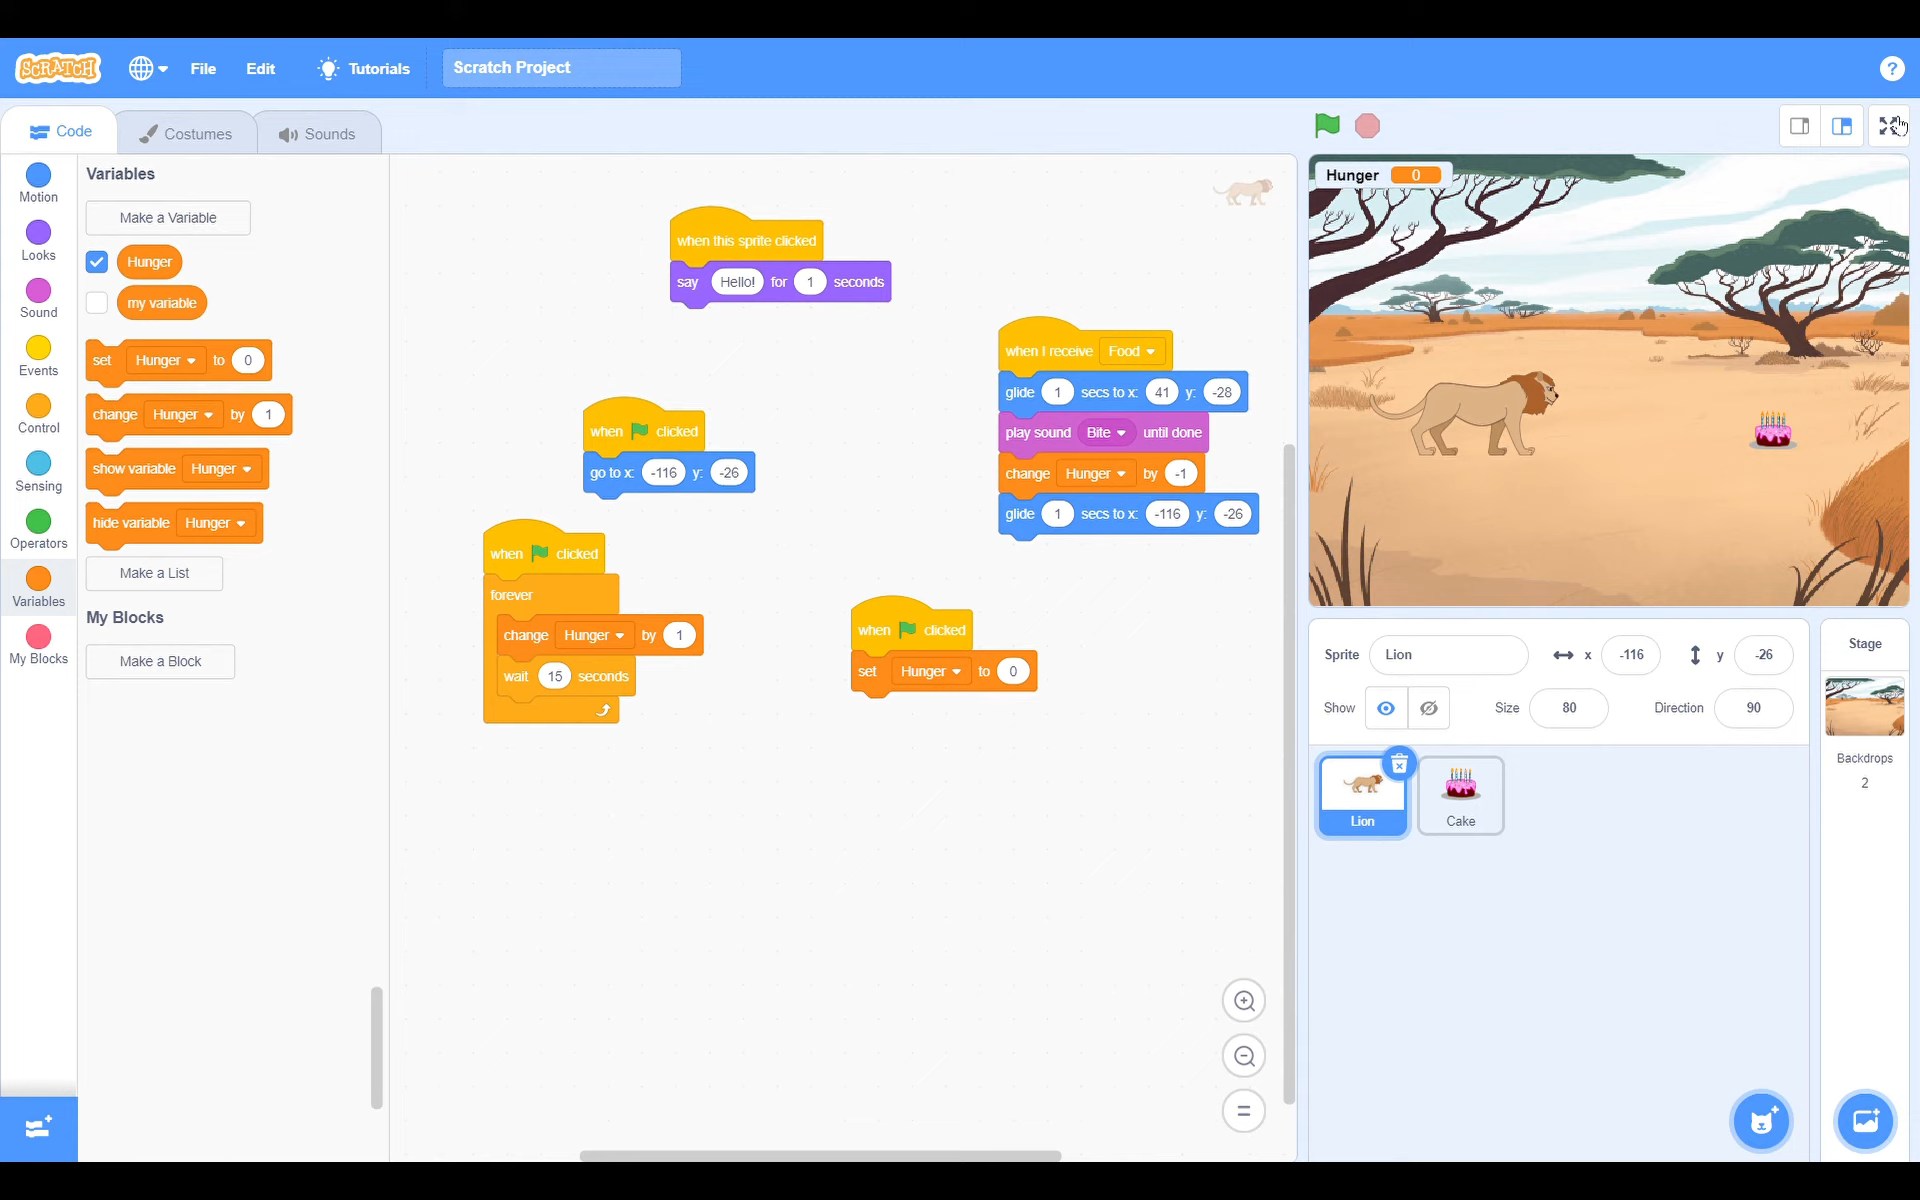 SCRATCH File Edit Tutorials Scratch Project ?
Code Costumes Sounds
Motion
Looks
Sound
Events
Control
Sensing
Operators
Variables
My Blocks
Variables
Make a Variable
Hunger
my variable
set Hunger to 0
change Hunger by 1
show variable Hunger
hide variable Hunger
Make a List
My Blocks
Make a Block
when this sprite clicked
say Hello! for 1 seconds
when clicked
go to x: -116 y: -26
when clicked
forever
change Hunger by 1
wait 15 seconds
when I receive Food
glide 1 secs to x: 41 y: -28
play sound Bite until done
change Hunger by -1
glide 1 secs to x: -116 y: -26
when clicked
set Hunger to 0
Hunger 0
Sprite Lion x -116 y -26
Show Size 80 Direction 90
Lion
Cake
Stage
Backdrops
2